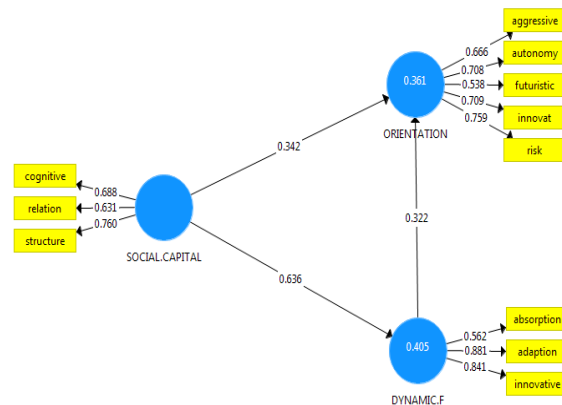 aggressive
0.666
autonomy
0.361
0.708
0.538
futuristic
0.709
innovat
0.759
ORIENTATION
risk
0.342
cognitive
0.688
relation
0.631
0.760
structure
0.322
SOCIAL.CAPITAL
0.636
absorption
0.562
0.405
0.881
adaption
0.841
innovative
DYNAMIC.F